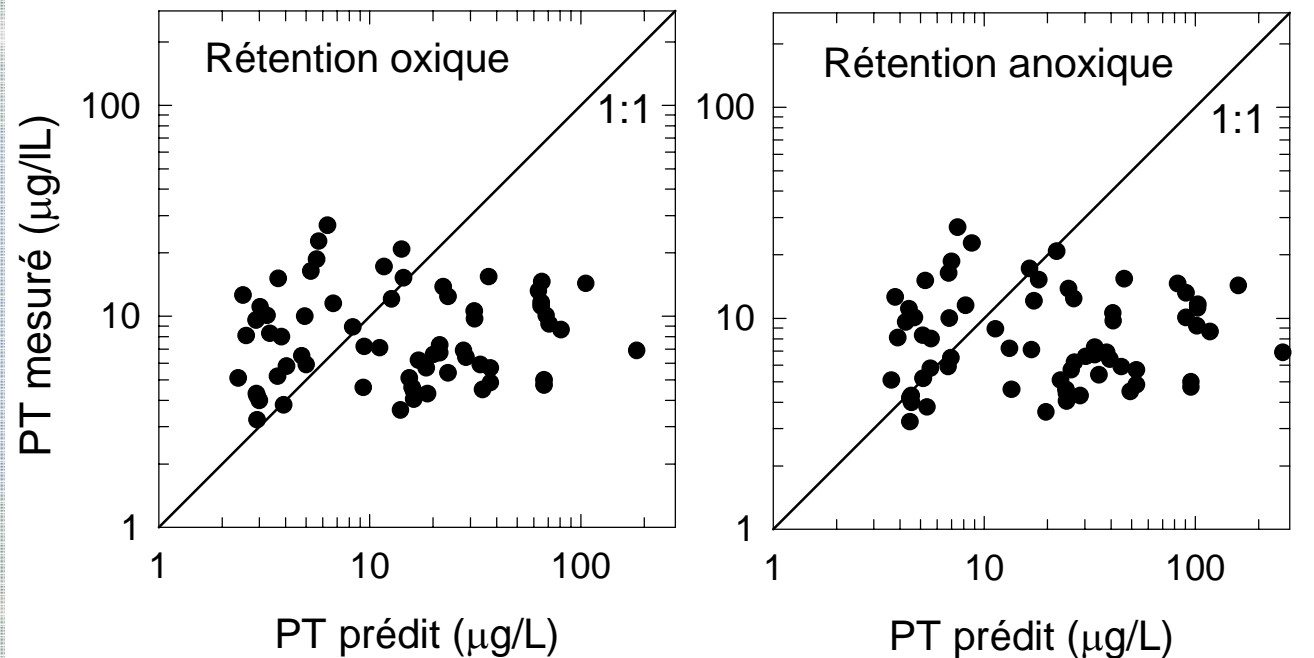 Rétention oxique
1:1
PT mesuré (μg/lL)
100
10
1
1
10
100
PT prédit (μg/L)
Rétention anoxique
1:1
100
10
1
1
10
100
PT prédit (μg/L)